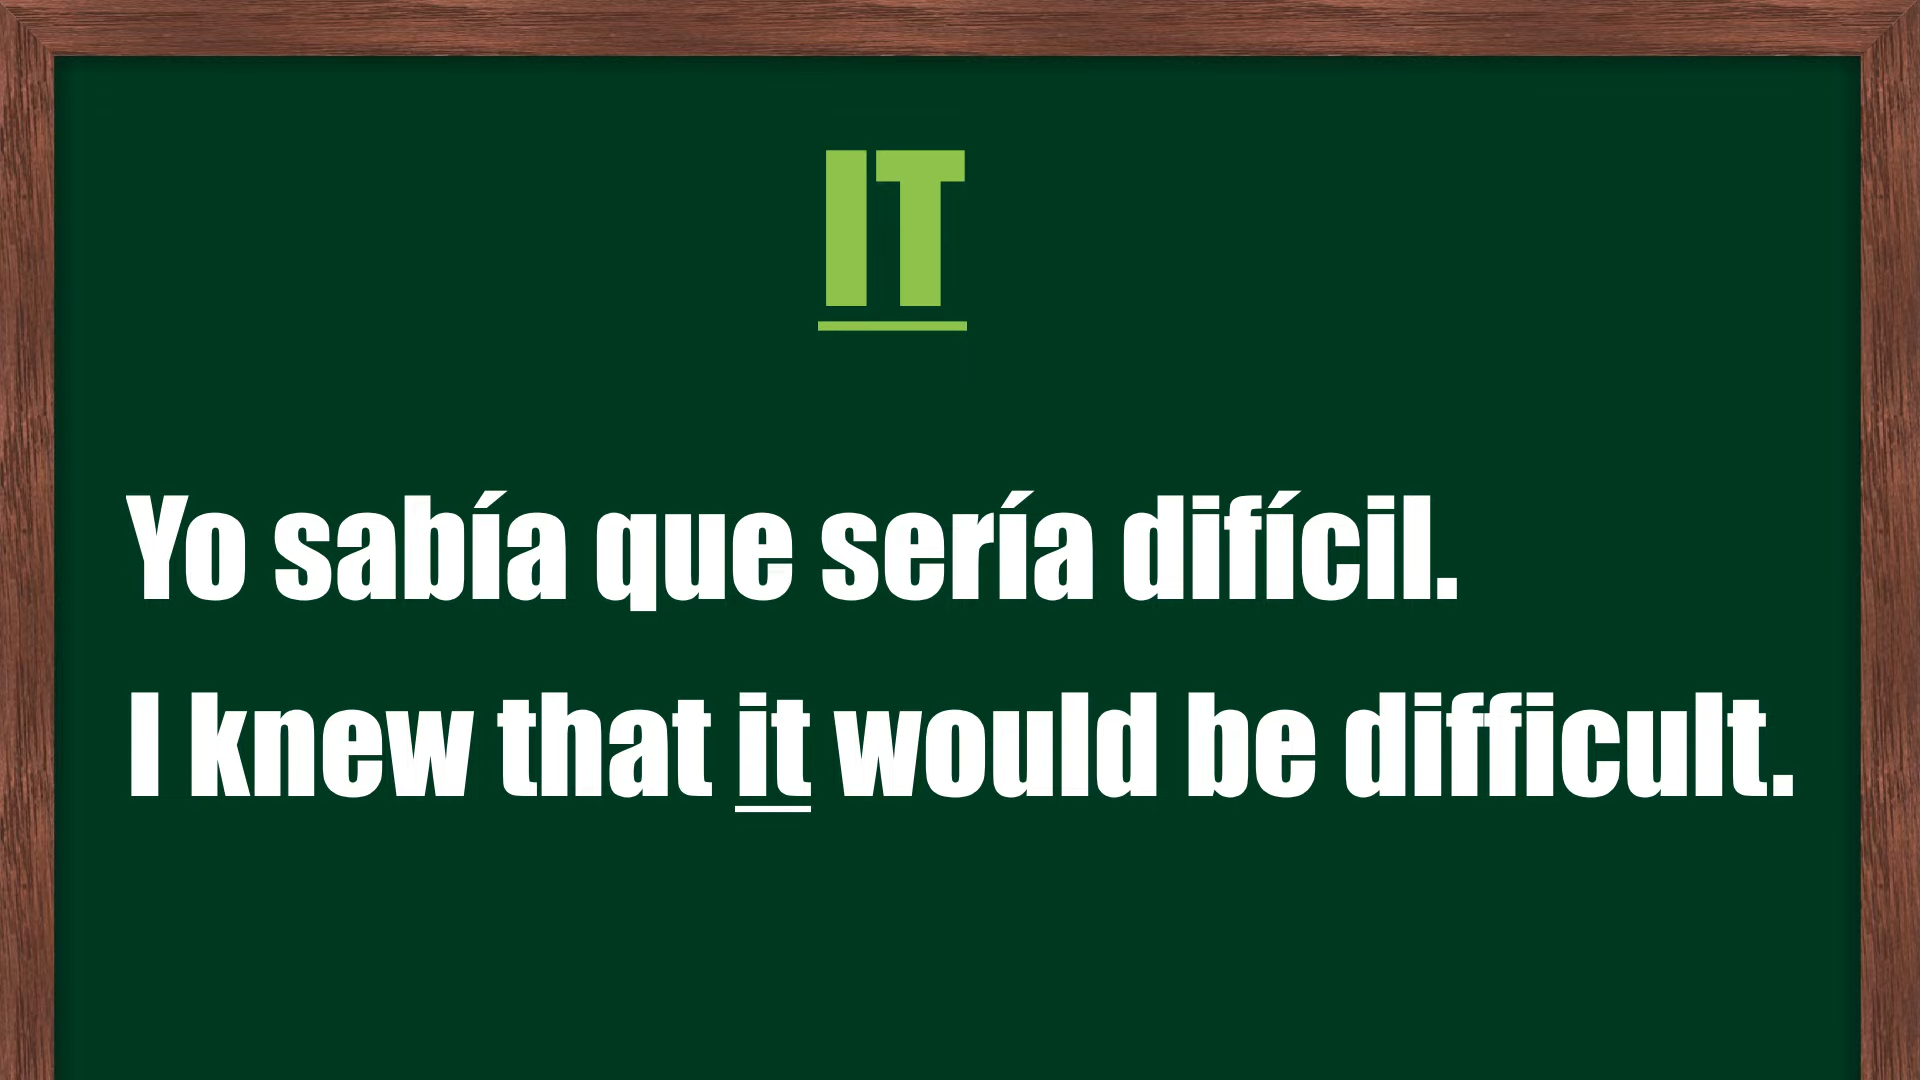 IT
Yo sabía que sería difícil.
I knew that it would be difficult.